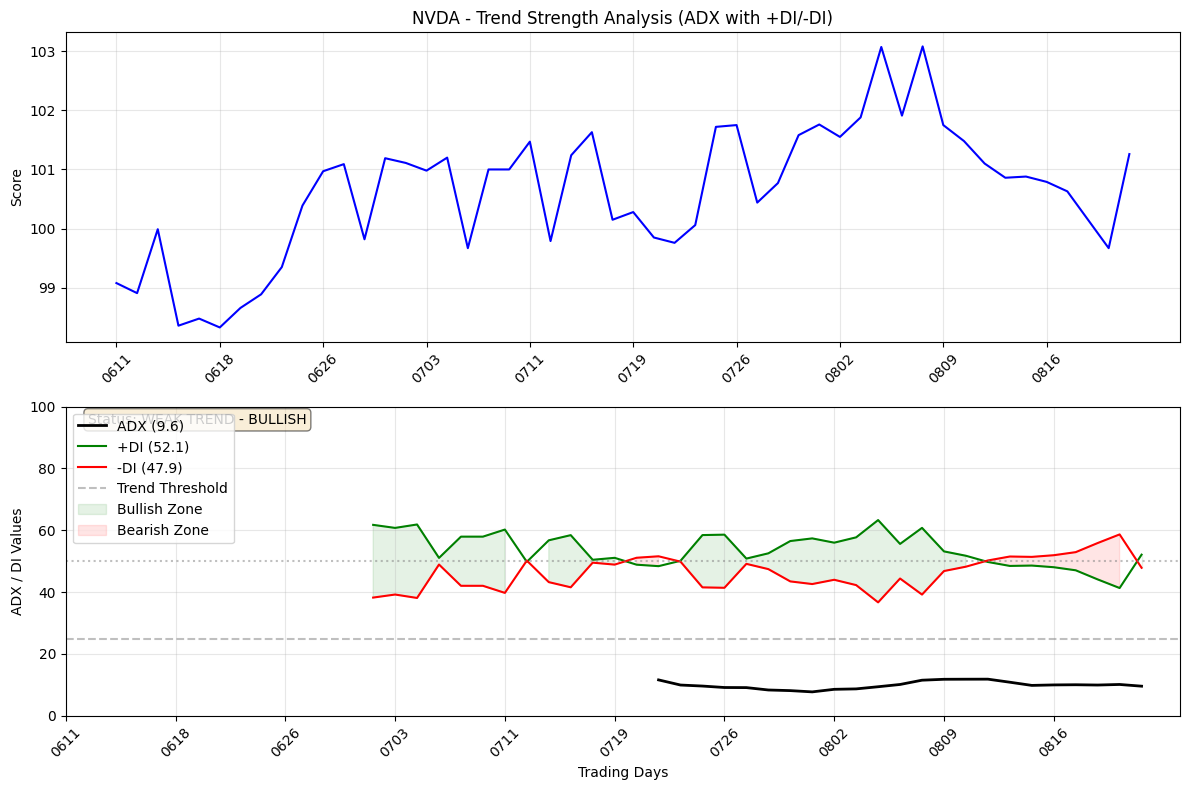 NVDA - Trend Strength Analysis (ADX with +DI/-DI)
Score
103
102
101
100
99
0611
0618
0626
0703
0711
0719
0726
0802
0809
0816
ADX / DI Values
100
80
60
40
20
0
Status: WEAK TREND - BULLISH
ADX (9.6)
+DI (52.1)
-DI (47.9)
Trend Threshold
Bullish Zone
Bearish Zone
0611
0618
0626
0703
0711
0719
0726
0802
0809
0816
Trading Days